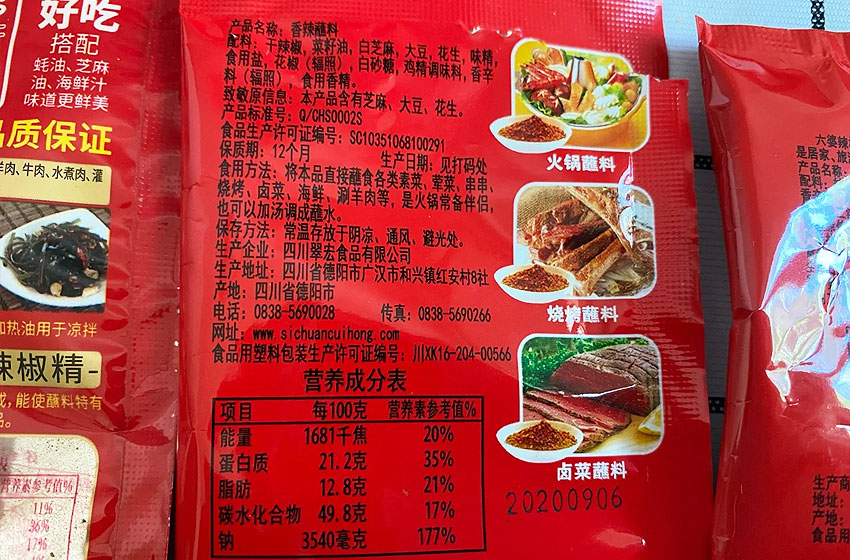 好吃
搭配
蚝油、芝麻
油、海鲜汁
味道更鲜美
品质保证
羊肉、牛肉、水煮肉、灌
加热油用于凉拌
辣椒精-
成，能使蘸料特有
品。
营养素参考值%
11%
36%
17%
产品名称：香辣蘸料
配料：干辣椒，菜籽油，白芝麻，大豆，花生，味精，
食用盐，花椒（辐照），白砂糖，鸡精调味料，香辛
料（辐照），食用香精。
致敏原信息：本产品含有芝麻、大豆、花生。
产品标准号：Q/CHS0002S
食品生产许可证编号：SC10351068100291
保质期：12个月 生产日期：见打码处
食用方法：将本品直接蘸食各类素菜、荤菜，串串、
烧烤、卤菜、海鲜、涮羊肉等，是火锅常备伴侣，
也可以加汤调成蘸水。
保存方法：常温存放于阴凉、通风、避光处。
生产企业：四川翠宏食品有限公司
生产地址：四川省德阳市广汉市和兴镇红安村8社
产地：四川省德阳市
电话：0838-5690028 传真：0838-5690266
网址：www.sichuancuihong.com
食品用塑料包装生产许可证编号：川XK16-204-00566
营养成分表
项目 每100克 营养素参考值%
能量 1681千焦 20%
蛋白质 21.2克 35%
脂肪 12.8克 21%
碳水化合物 49.8克 17%
钠 3540毫克 177%
火锅蘸料
烧烤蘸料
卤菜蘸料
20200906
六婆辣
是居家、旅
产品名称：
配料：
生产商
地址：
产地：
食品用